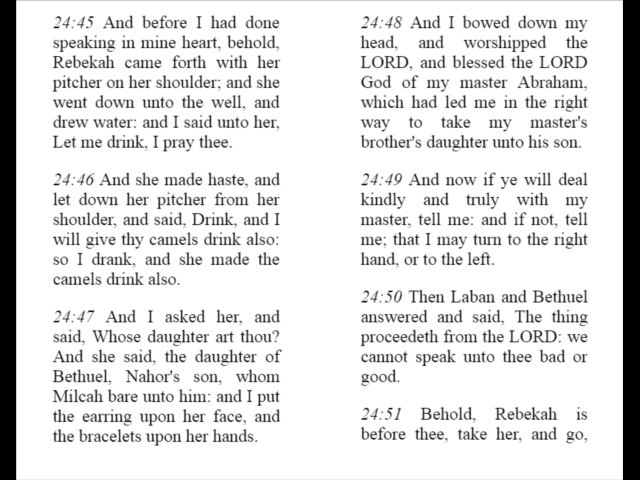 24:45 And before I had done
speaking in mine heart, behold,
Rebekah came forth with her
pitcher on her shoulder; and she
went down unto the well, and
drew water: and I said unto her,
Let me drink, I pray thee.
24:46 And she made haste, and
let down her pitcher from her
shoulder, and said, Drink, and I
will give thy camels drink also:
so I drank, and she made the
camels drink also.
24:47 And I asked her, and
said, Whose daughter art thou?
And she said, the daughter of
Bethuel, Nahor's son, whom
Milcah bare unto him: and I put
the earring upon her face, and
the bracelets upon her hands.
24:48 And I bowed down my
head, and worshipped the
LORD, and blessed the LORD
God of my master Abraham,
which had led me in the right
way to take my master's
brother's daughter unto his son.
24:49 And now if ye will deal
kindly and truly with my
master, tell me: and if not, tell
me; that I may turn to the right
hand, or to the left.
24:50 Then Laban and Bethuel
answered and said, The thing
proceedeth from the LORD: we
cannot speak unto thee bad or
good.
24:51 Behold, Rebekah is
before thee, take her, and go,